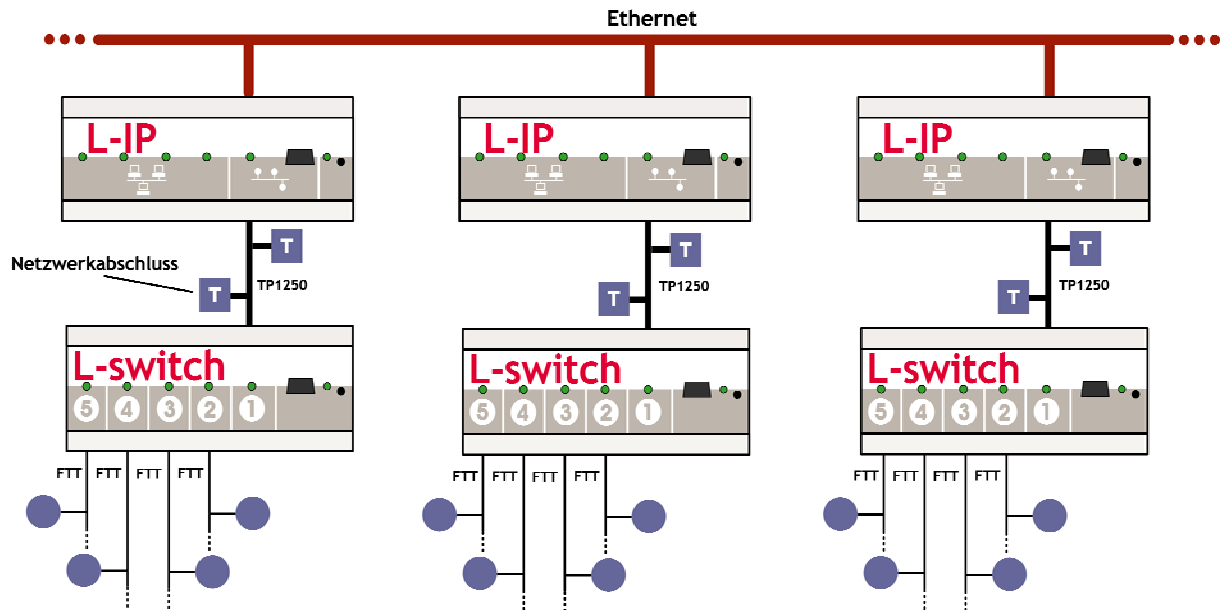 Ethernet
L-IP L-IP L-IP
T T T
Netzwerkabschluss
T TP1250 T TP1250 T TP1250
L-switch L-switch L-switch
5 4 3 2 1 5 4 3 2 1 5 4 3 2 1
FTT FTT FTT FTT FTT FTT FTT FTT FTT FTT FTT FTT